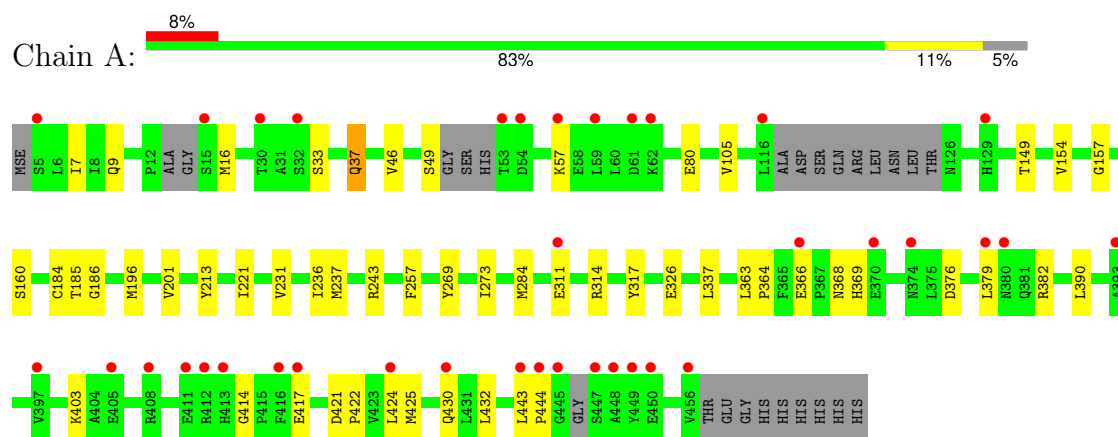 8%
Chain A:
83% 11% 5%
MSE S5 L6 I7 I8 Q9 P12 ALA GLY S15 M16 T30 A31 S32 S33 Q37 V46 S49 GLY SER HIS T53 D54 K57 E58 L59 L60 D61 K62 E80 V105 L116 ALA ASP SER GLN ARG LEU ASN LEU THR N126 H129 T149 V154 G157
S160 C184 T185 G186 M196 V201 Y213 I221 V231 I236 M237 R243 F257 Y269 I273 M284 E311 R314 Y317 E326 L337 L363 P364 F365 E366 P367 N368 H369 E370 N374 L375 D376 L379 N380 Q381 R382 L390 A393
V397 K403 A404 E405 R408 E411 R412 H413 G414 P415 F416 E417 D421 P422 V423 L424 M425 Q430 L431 L432 L443 P444 G445 GLY S447 A448 Y449 E450 V456 THR GLU GLY HIS HIS HIS HIS HIS HIS